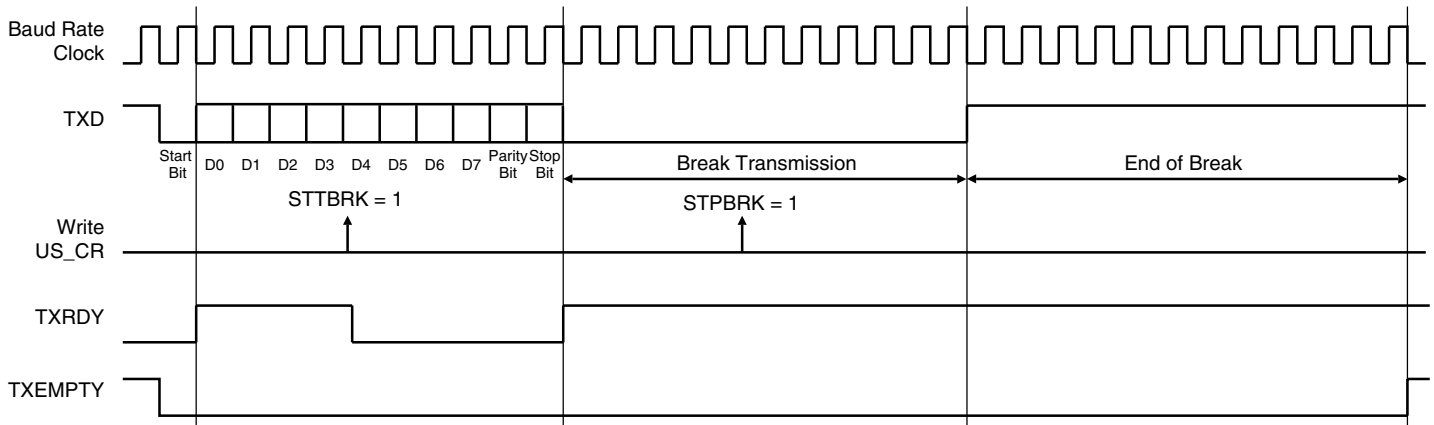 Baud Rate
Clock
TXD
Start
Bit
D0 D1 D2 D3 D4 D5 D6 D7
Parity
Bit
Stop
Bit
Break Transmission
End of Break
STTBRK = 1
STPBRK = 1
Write
US_CR
TXRDY
TXEMPTY